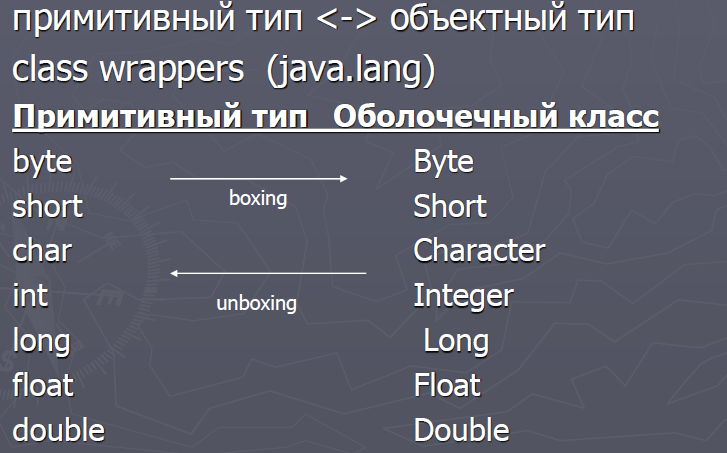 примитивный тип <-> объектный тип
class wrappers (java.lang)
Примитивный тип Оболочечный класс
byte Byte
boxing
short Short
char Character
int Integer
unboxing
long Long
float Float
double Double